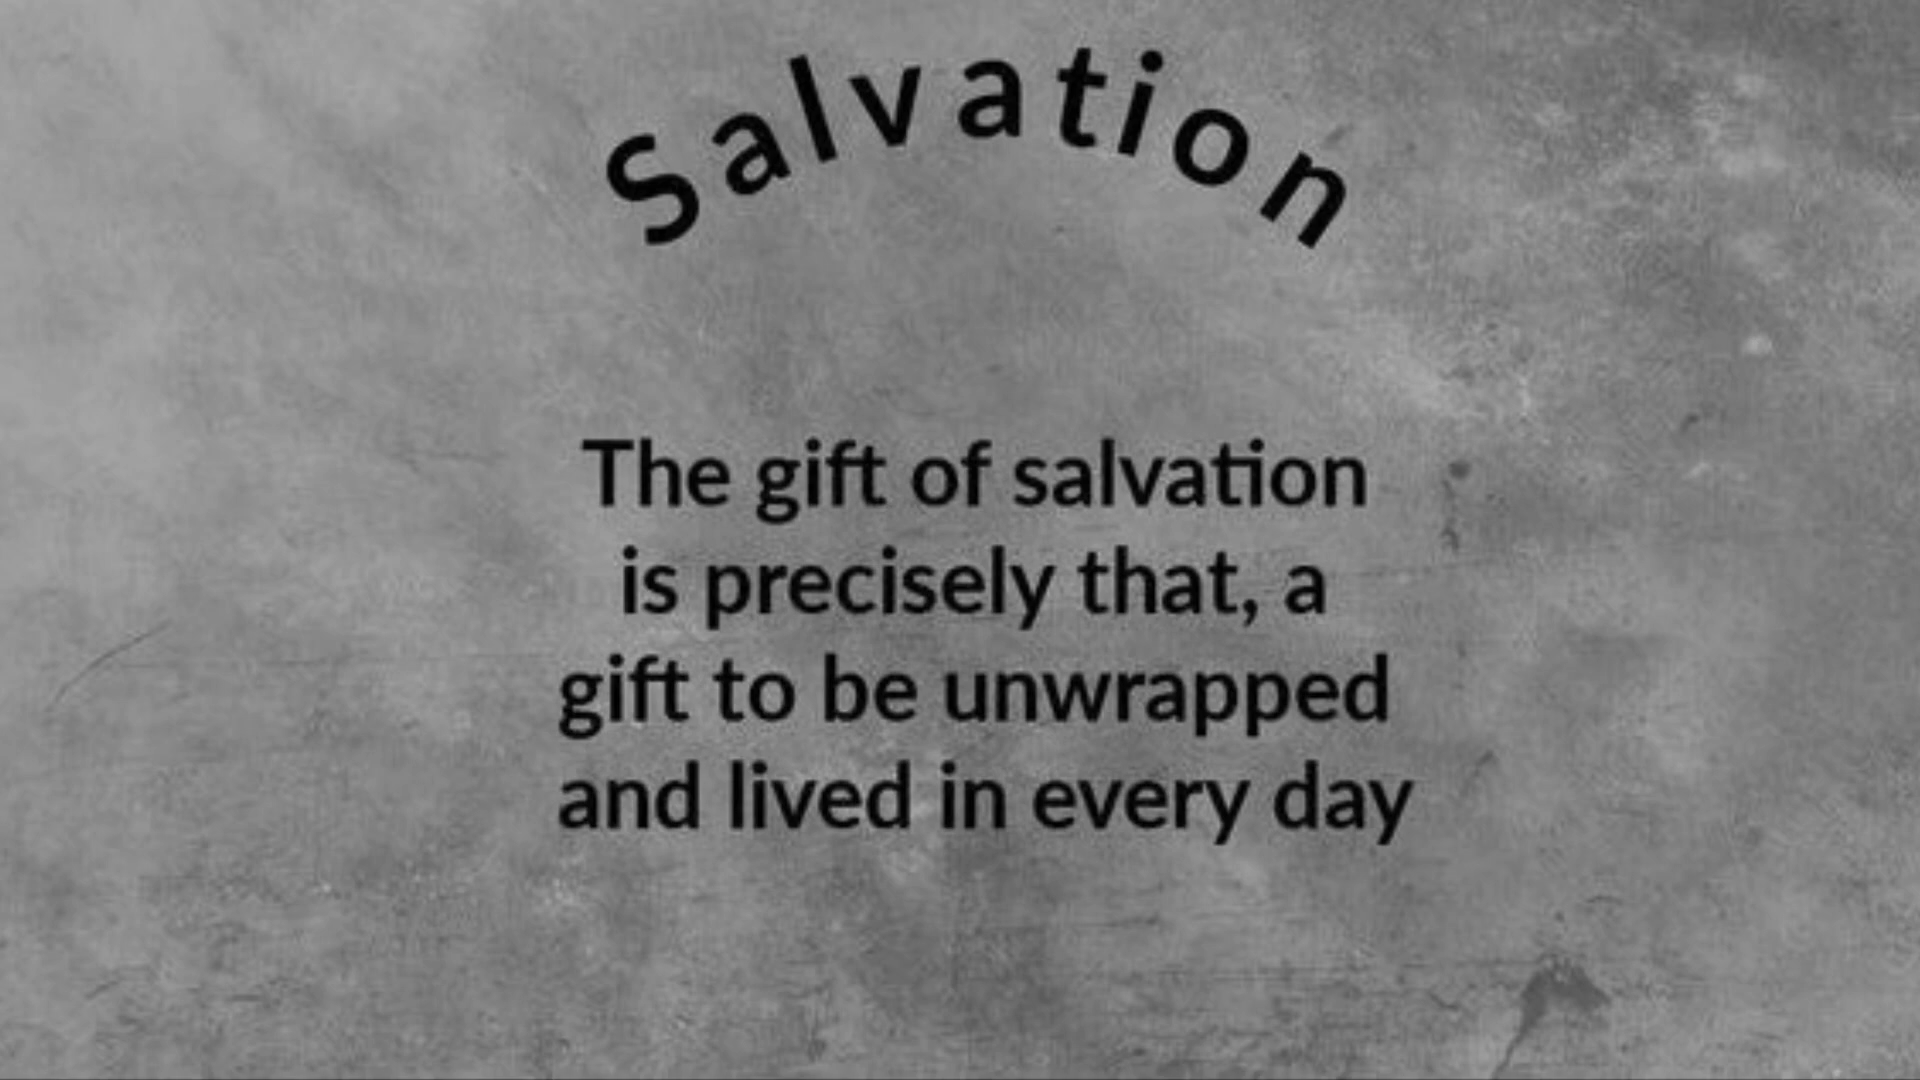 Salvation
The gift of salvation
is precisely that, a
gift to be unwrapped
and lived in every day